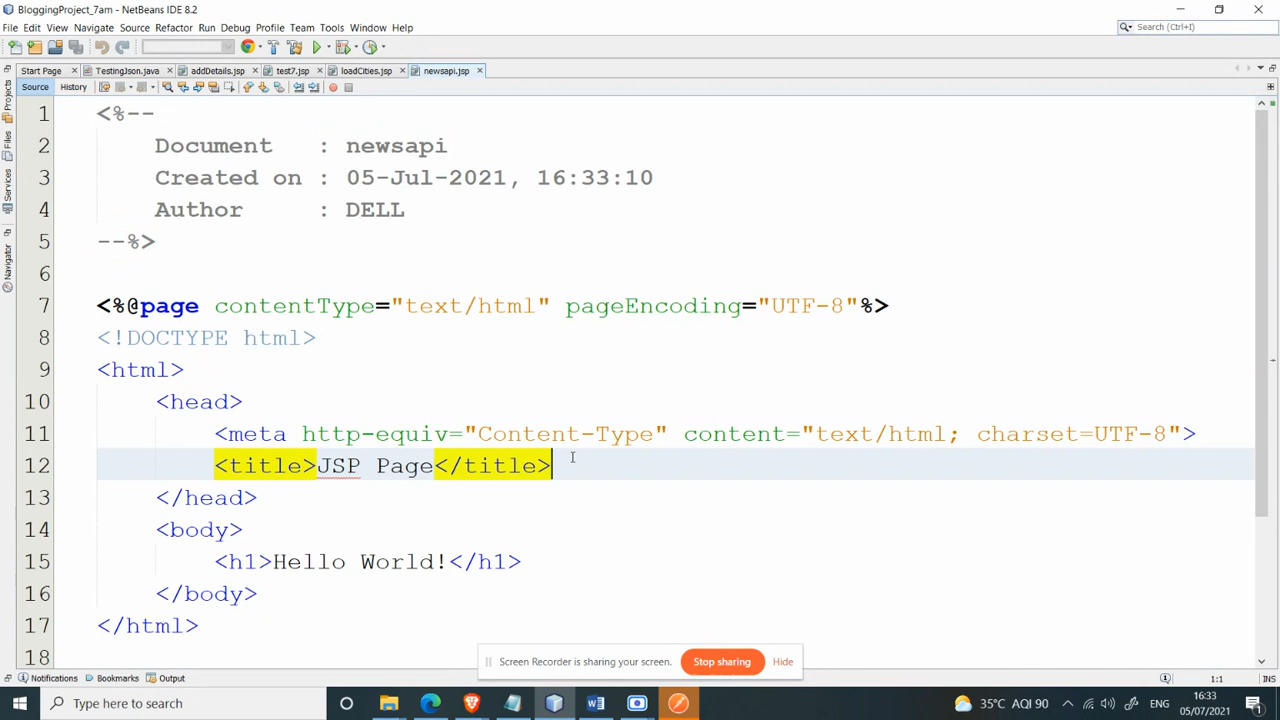 BloggingProject_7am - NetBeans IDE 8.2
File Edit View Navigate Source Refactor Run Debug Profile Team Tools Window Help
Search (Ctrl+I)
Start Page TestingJson.java addDetails.jsp test7.jsp loadCities.jsp newsapi.jsp
Source History
Projects
Files
Services
Navigator
1 <%--
2 Document : newsapi
3 Created on : 05-Jul-2021, 16:33:10
4 Author : DELL
5 --%>
6
7 <%@page contentType="text/html" pageEncoding="UTF-8"%>
8 <!DOCTYPE html>
9 <html>
10 <head>
11 <meta http-equiv="Content-Type" content="text/html; charset=UTF-8">
12 <title>JSP Page</title>
13 </head>
14 <body>
15 <h1>Hello World!</h1>
16 </body>
17 </html>
18
Screen Recorder is sharing your screen. Stop sharing Hide
Notifications Bookmarks Output
1:1 INS
Type here to search
35°C AQI 90 ENG 16:33
05/07/2021